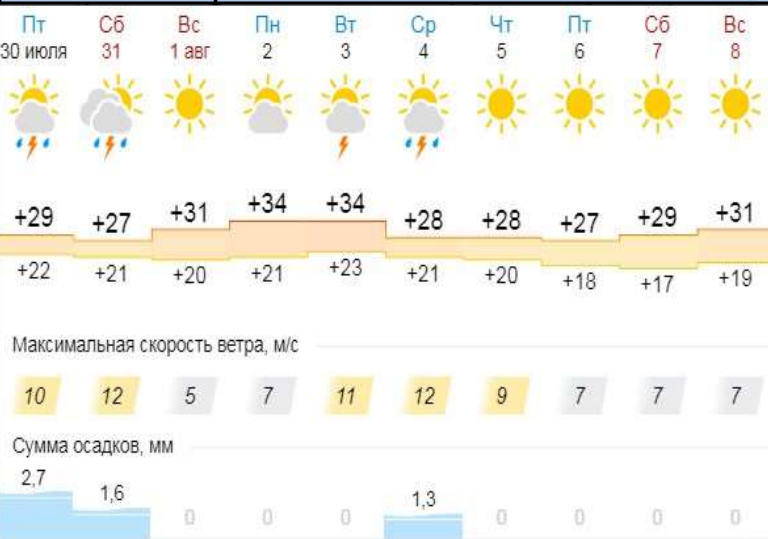 Пт Сб Вс Пн Вт Ср Чт Пт Сб Вс
30 июля 31 1 авг 2 3 4 5 6 7 8
+29 +27 +31 +34 +34 +28 +28 +27 +29 +31
+22 +21 +20 +21 +23 +21 +20 +18 +17 +19
Максимальная скорость ветра, м/с
10 12 5 7 11 12 9 7 7 7
Сумма осадков, мм
2,7 1,6 0 0 0 1,3 0 0 0 0